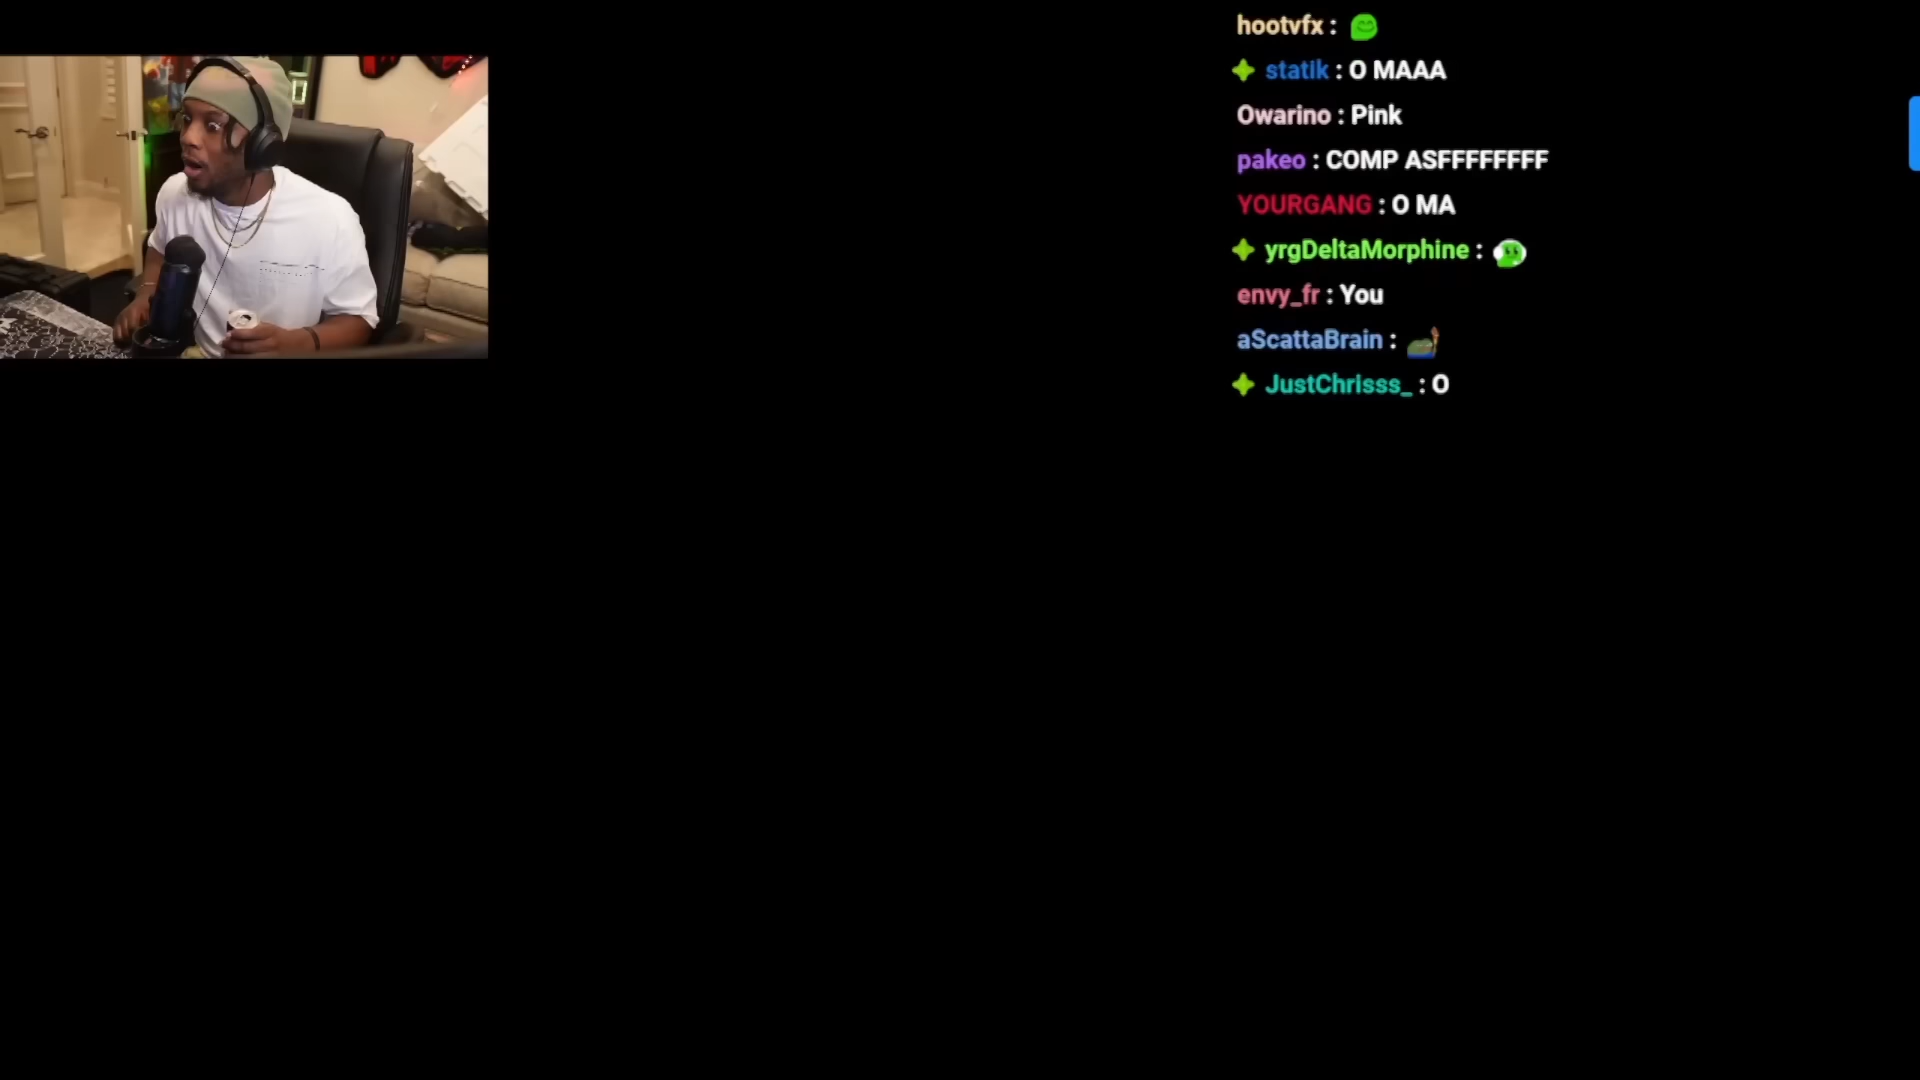 hootvfx :
statik : O MAAA
Owarino : Pink
pakeo : COMP ASFFFFFFFF
YOURGANG : O MA
yrgDeltaMorphine :
envy_fr : You
aScattaBrain :
JustChrisss_ : O